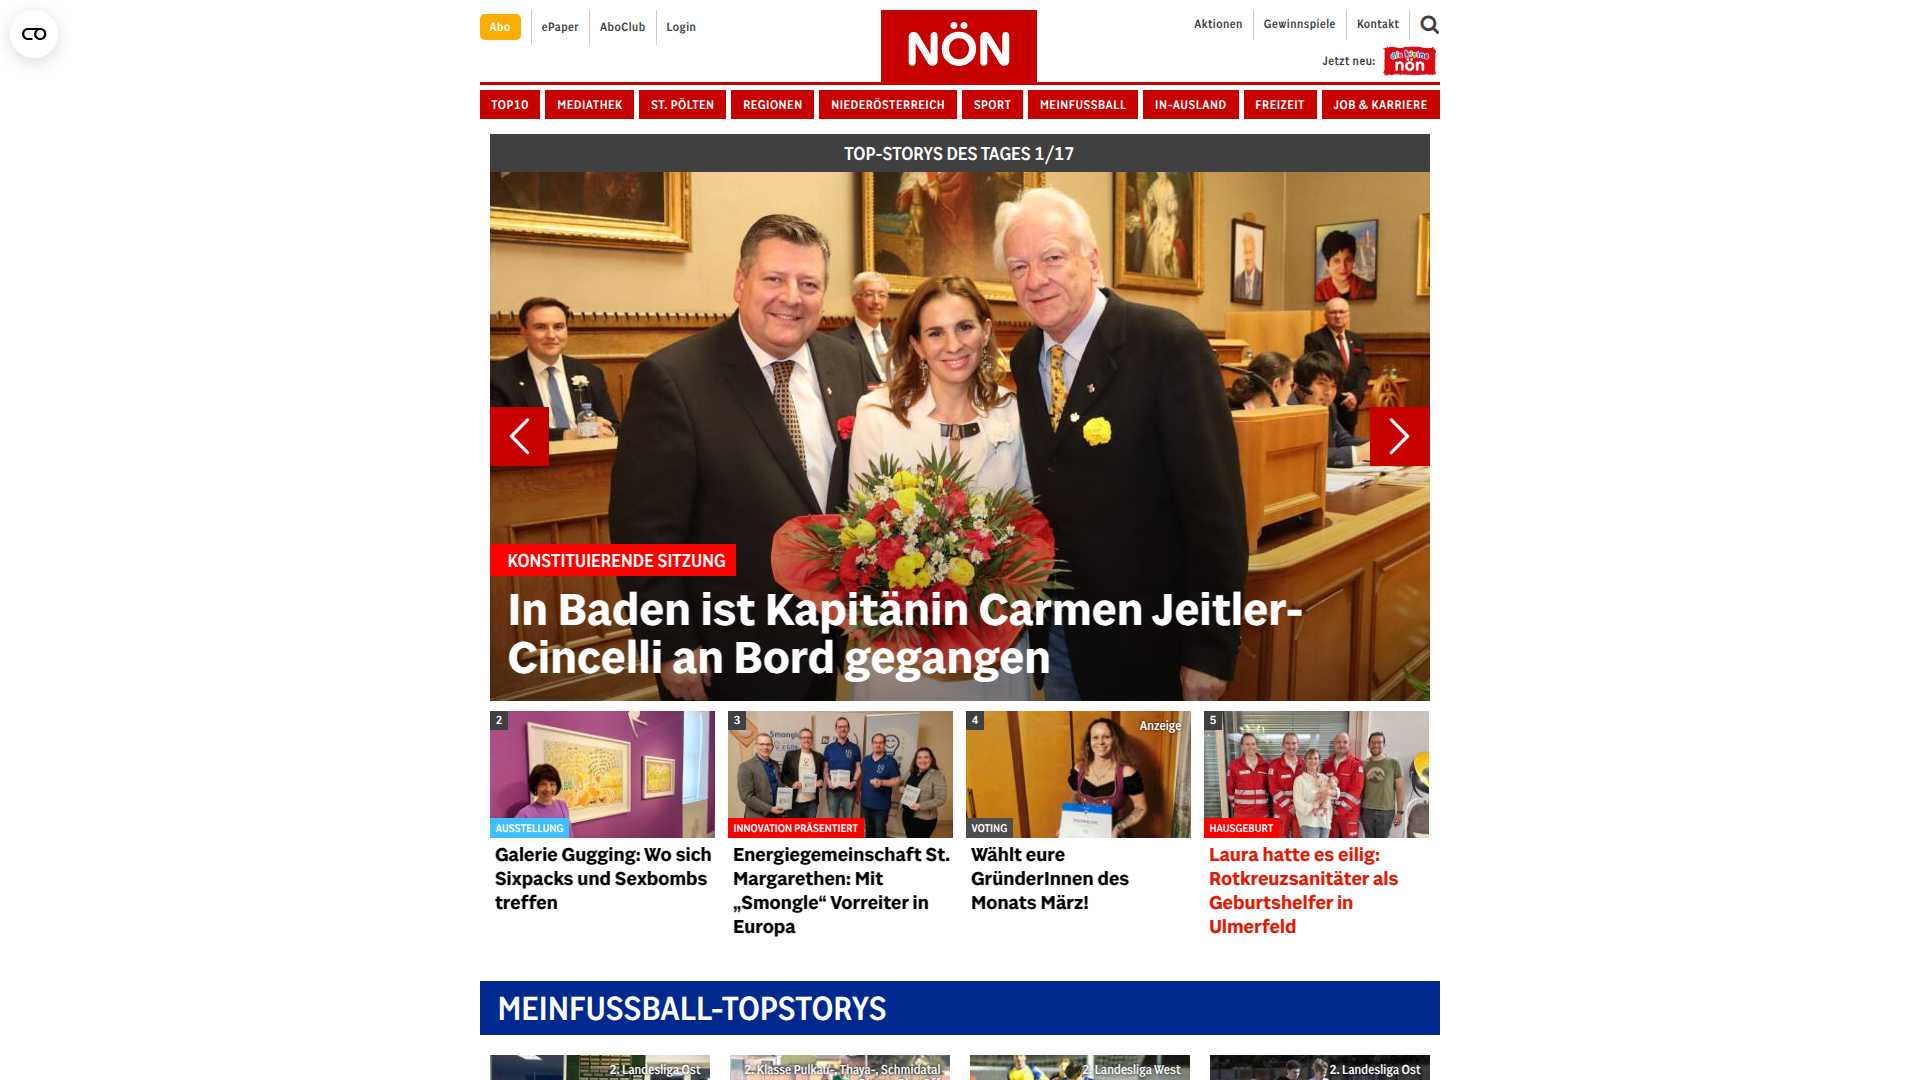 Abo
ePaper
AboClub
Login
NÖN
Aktionen
Gewinnspiele
Kontakt
Jetzt neu:
die kleine
nön
TOP10
MEDIATHEK
ST. PÖLTEN
REGIONEN
NIEDERÖSTERREICH
SPORT
MEINFUSSBALL
IN-AUSLAND
FREIZEIT
JOB & KARRIERE
TOP-STORYS DES TAGES 1/17
KONSTITUIERENDE SITZUNG
In Baden ist Kapitänin Carmen Jeitler-
Cincelli an Bord gegangen
2
AUSSTELLUNG
Galerie Gugging: Wo sich
Sixpacks und Sexbombs
treffen
3
Smongle
INNOVATION PRÄSENTIERT
Energiegemeinschaft St.
Margarethen: Mit
„Smongle“ Vorreiter in
Europa
4
Anzeige
VOTING
Wählt eure
GründerInnen des
Monats März!
5
HAUSGEBURT
Laura hatte es eilig:
Rotkreuzsanitäter als
Geburtshelfer in
Ulmerfeld
MEINFUSSBALL-TOPSTORYS
2. Landesliga Ost
2. Klasse Pulkau-, Thaya-, Schmidatal
2. Landesliga West
2. Landesliga Ost